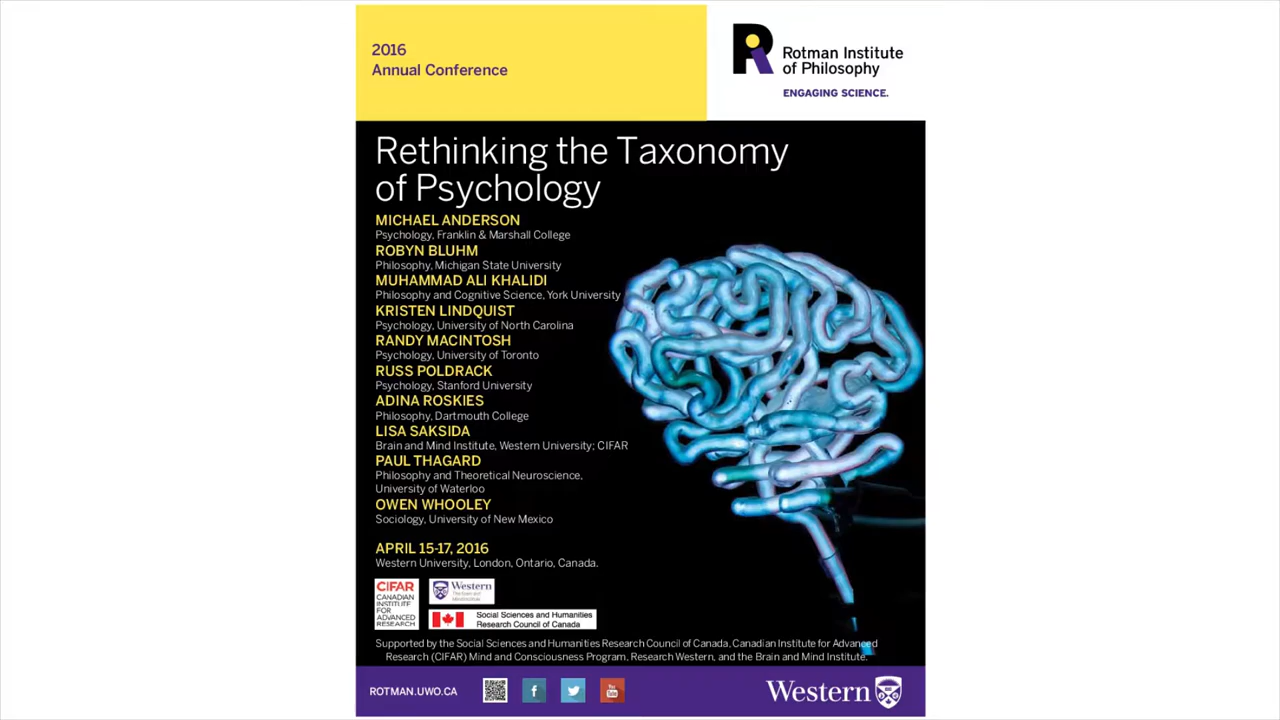 2016
Annual Conference
Rotman Institute
of Philosophy
ENGAGING SCIENCE.
Rethinking the Taxonomy
of Psychology
MICHAEL ANDERSON
Psychology, Franklin & Marshall College
ROBYN BLUHM
Philosophy, Michigan State University
MUHAMMAD ALI KHALIDI
Philosophy and Cognitive Science, York University
KRISTEN LINDQUIST
Psychology, University of North Carolina
RANDY MACINTOSH
Psychology, University of Toronto
RUSS POLDRACK
Psychology, Stanford University
ADINA ROSKIES
Philosophy, Dartmouth College
LISA SAKSIDA
Brain and Mind Institute, Western University; CIFAR
PAUL THAGARD
Philosophy and Theoretical Neuroscience,
University of Waterloo
OWEN WHOOLEY
Sociology, University of New Mexico
APRIL 15-17, 2016
Western University, London, Ontario, Canada.
CIFAR
CANADIAN
INSTITUTE
FOR
ADVANCED
RESEARCH
Western
Social Sciences and Humanities
Research Council of Canada
Supported by the Social Sciences and Humanities Research Council of Canada, Canadian Institute for Advanced
Research (CIFAR) Mind and Consciousness Program, Research Western, and the Brain and Mind Institute.
ROTMAN.UWO.CA
Western